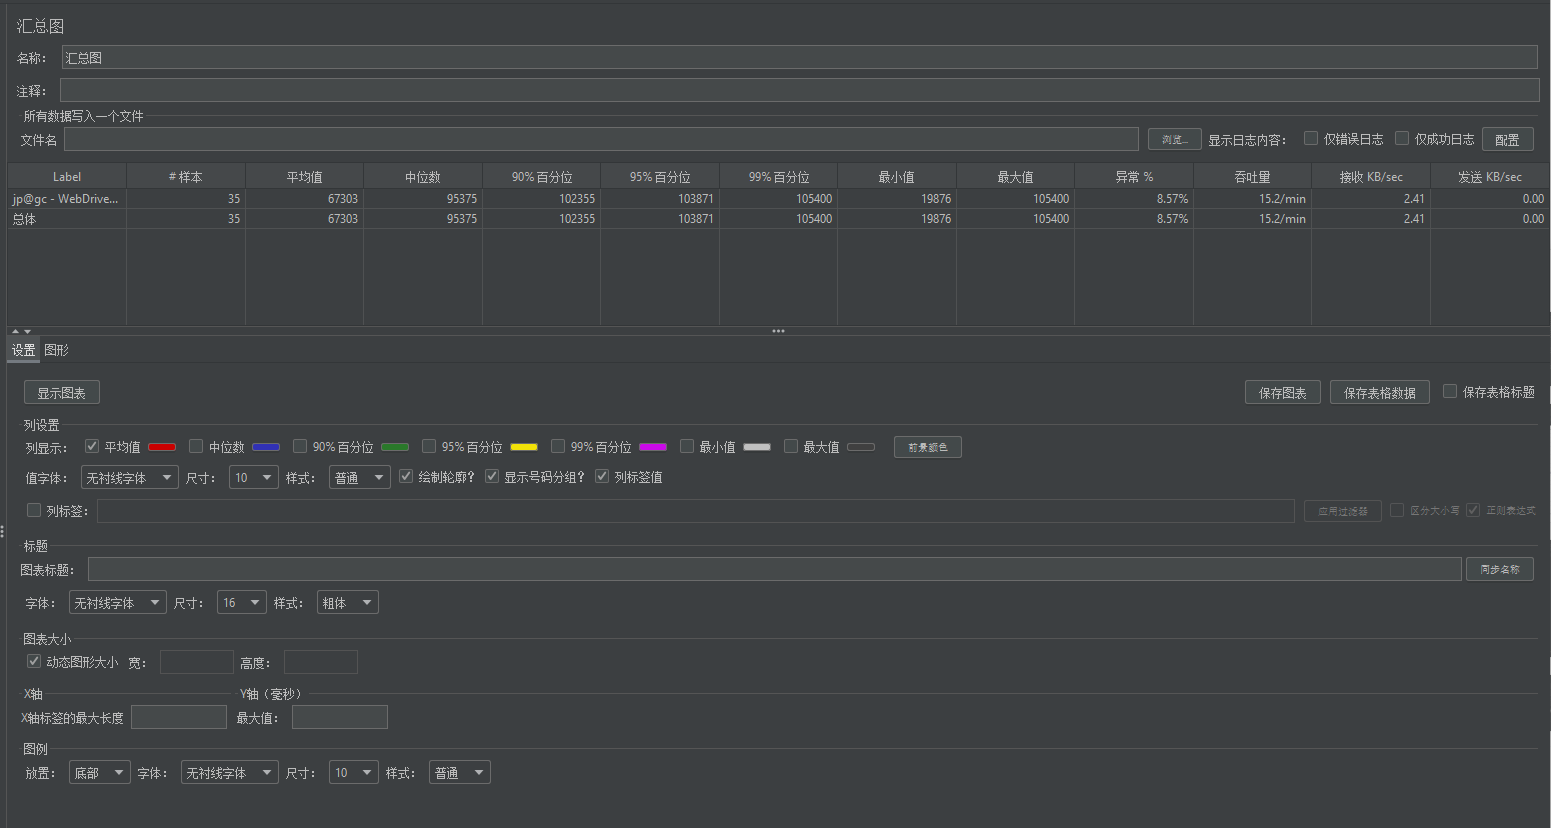 汇总图
名称： 汇总图
注释：
所有数据写入一个文件
文件名 浏览... 显示日志内容： 仅错误日志 仅成功日志 配置
Label # 样本 平均值 中位数 90% 百分位 95% 百分位 99% 百分位 最小值 最大值 异常 % 吞吐量 接收 KB/sec 发送 KB/sec
jp@gc - WebDrive... 35 67303 95375 102355 103871 105400 19876 105400 8.57% 15.2/min 2.41 0.00
总体 35 67303 95375 102355 103871 105400 19876 105400 8.57% 15.2/min 2.41 0.00
设置 图形
显示图表 保存图表 保存表格数据 保存表格标题
列设置
列显示： 平均值 中位数 90% 百分位 95% 百分位 99% 百分位 最小值 最大值 前景颜色
值字体： 无衬线字体 尺寸： 10 样式： 普通 绘制轮廓？ 显示号码分组？ 列标签值
列标签： 应用过滤器 区分大小写 正则表达式
标题
图表标题： 同步名称
字体： 无衬线字体 尺寸： 16 样式： 粗体
图表大小
动态图形大小 宽： 高度：
X轴 Y轴（毫秒）
X轴标签的最大长度 最大值：
图例
放置： 底部 字体： 无衬线字体 尺寸： 10 样式： 普通